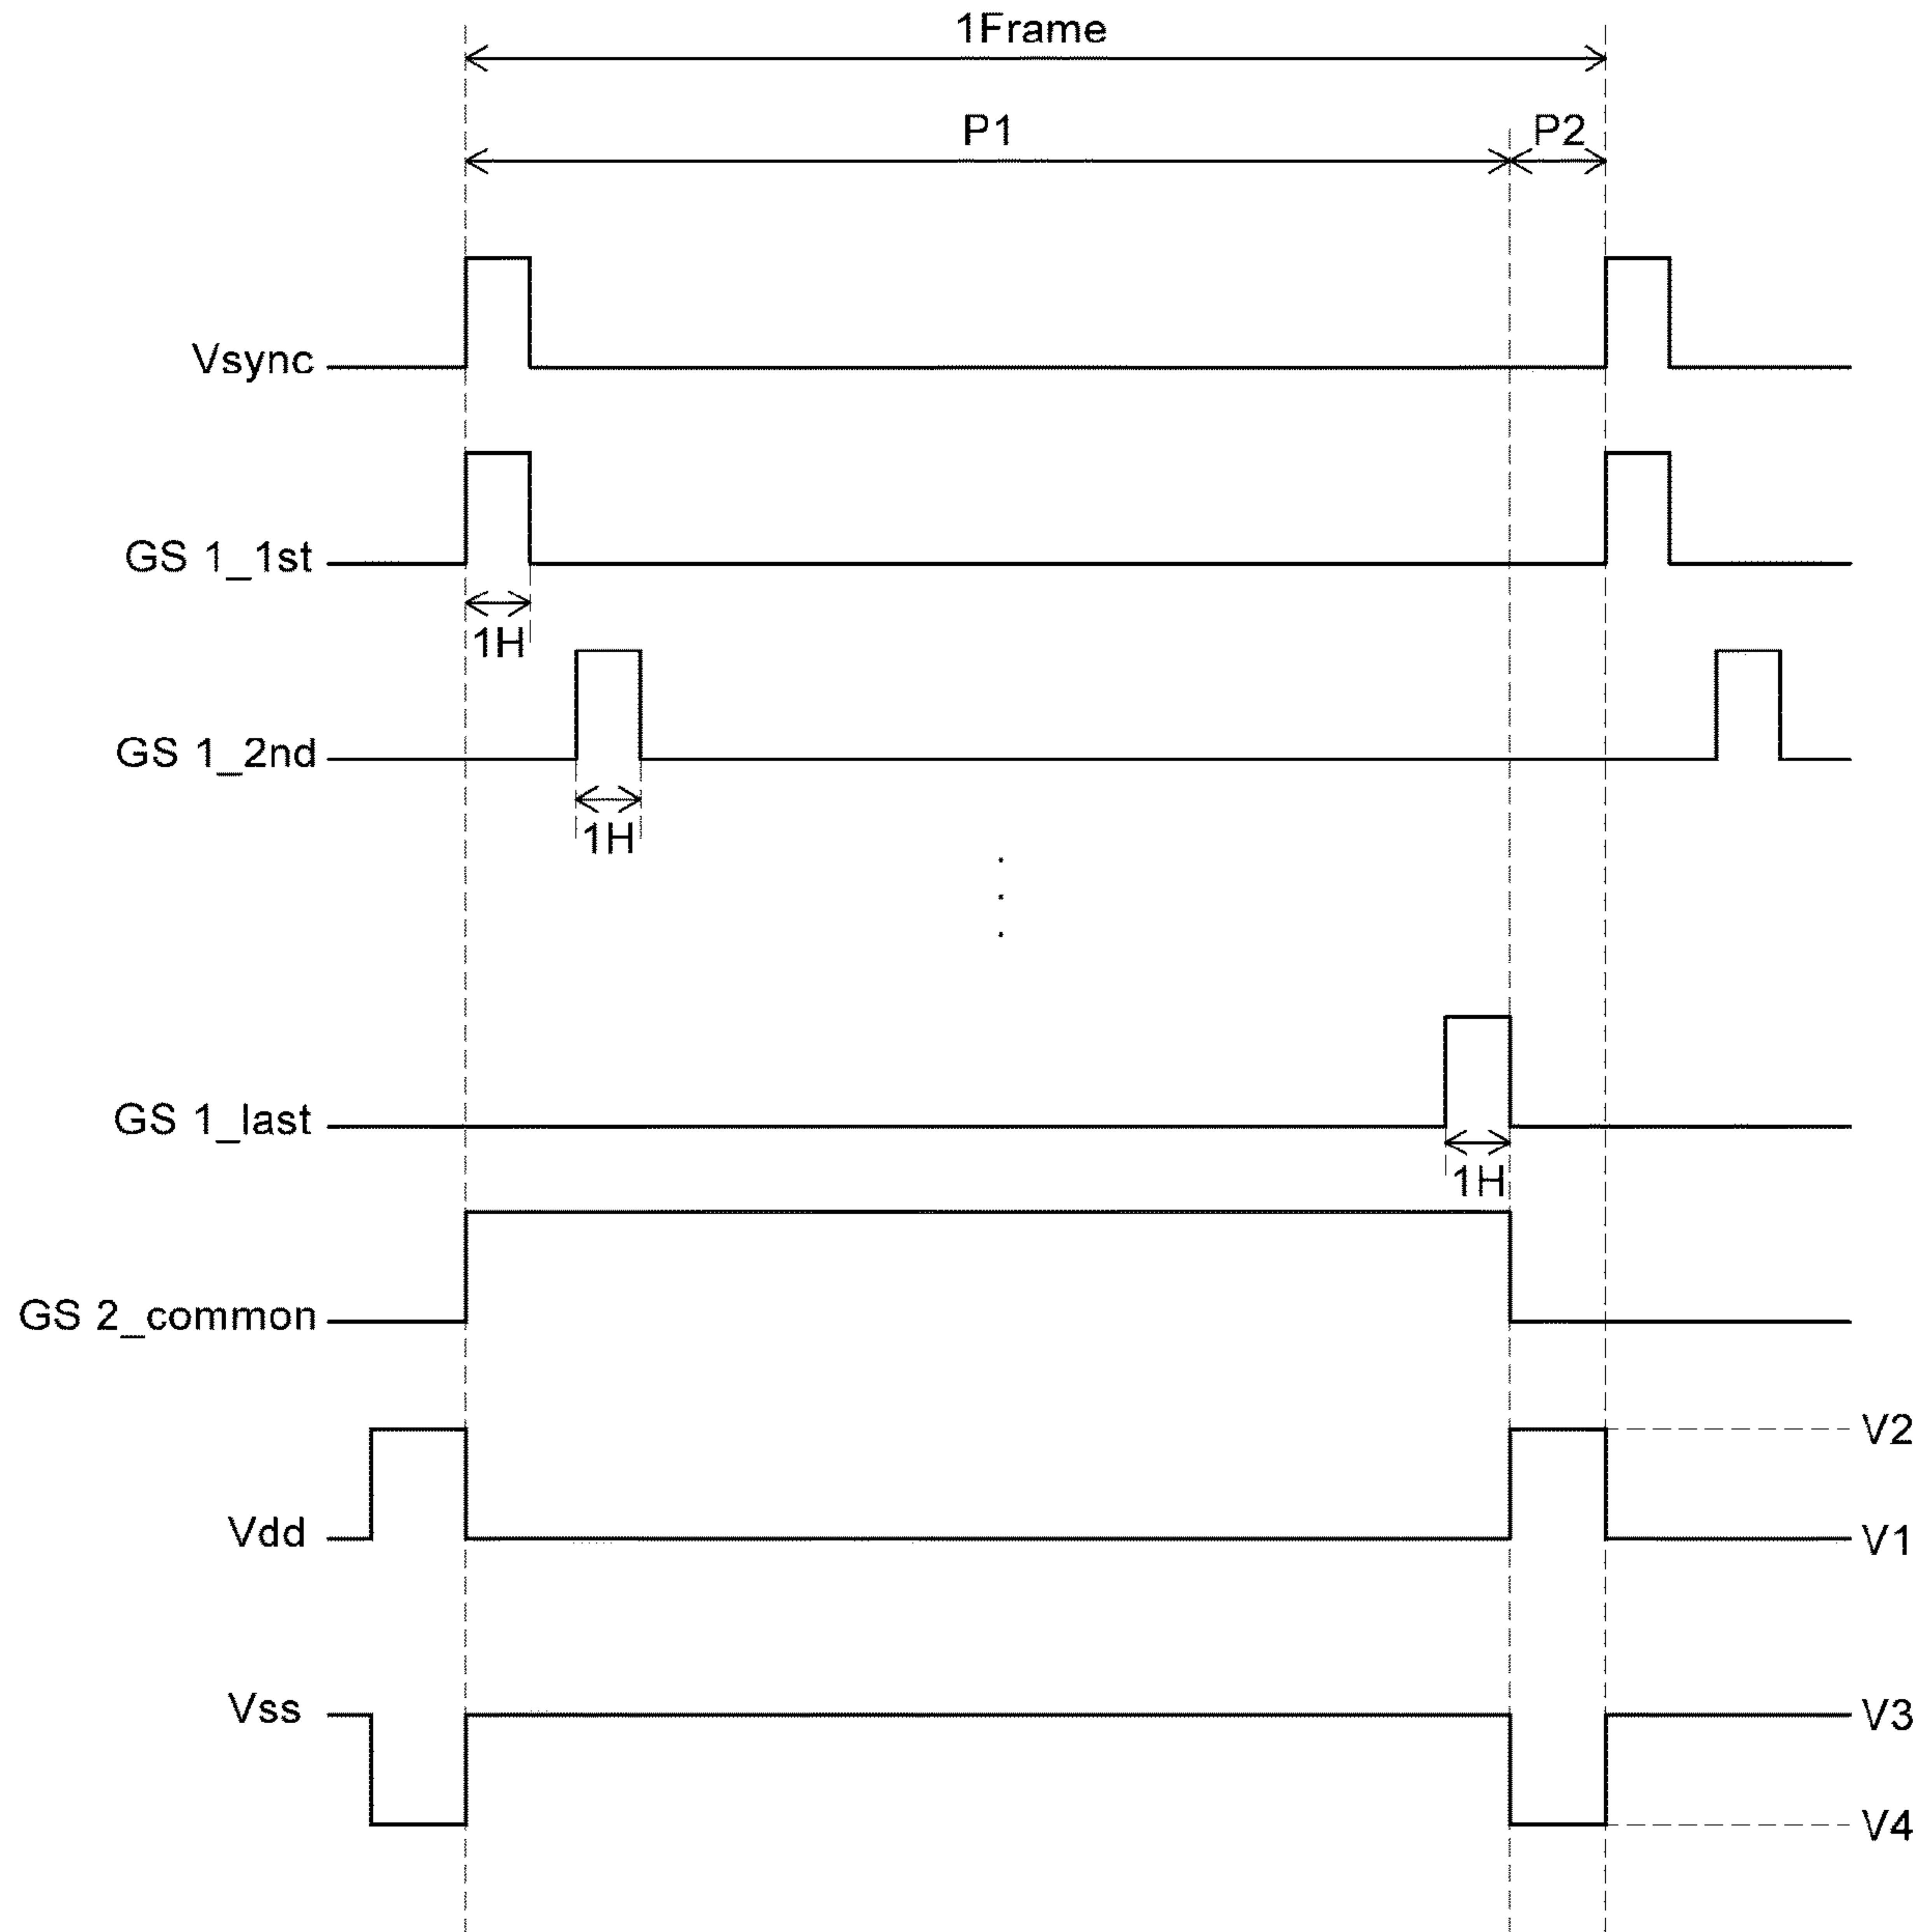 1Frame
P1 P2
Vsync
GS 1_1st
1H
GS 1_2nd
1H
GS 1_last
1H
GS 2_common
V2
Vdd V1
Vss V3
V4